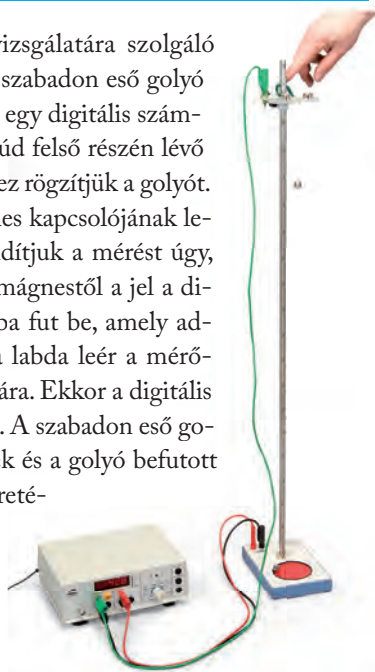 vizsgálatára szolgáló
szabadon eső golyó
egy digitális szám-
úd felső részén lévő
ez rögzítjük a golyót.
es kapcsolójának le-
dítjuk a mérést úgy,
mágnestől a jel a di-
ba fut be, amely ad-
a labda leér a mérő-
ára. Ekkor a digitális
. A szabadon eső go-
ek és a golyó befutott
reté-